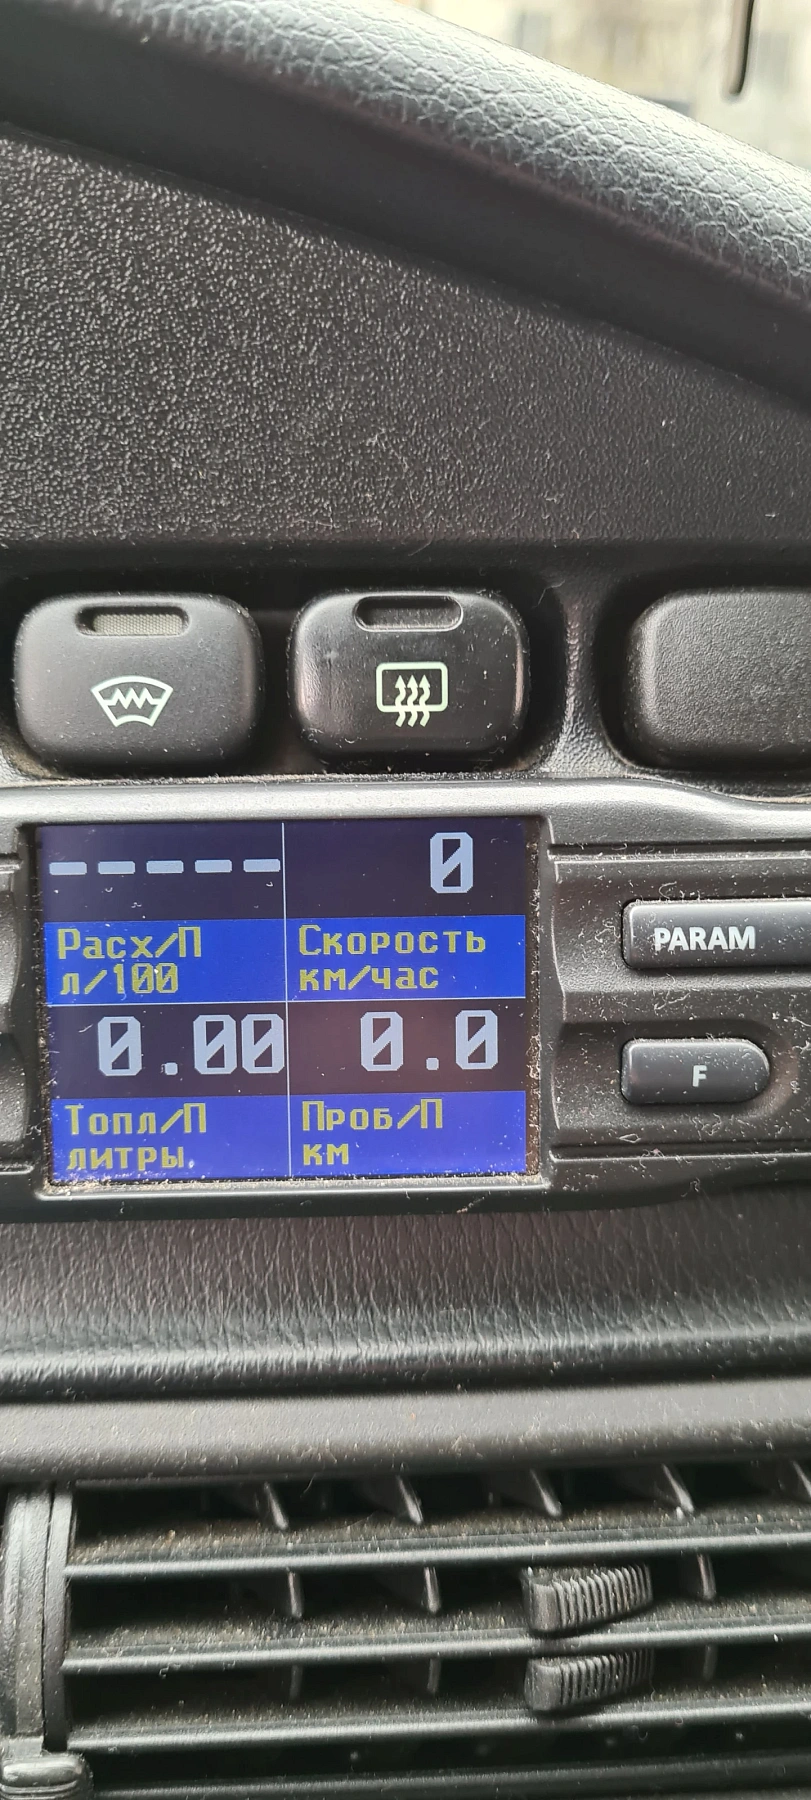 ----- 0
Расх/П Скорость
л/100 км/час
PARAM
0.00 0.0
F
Топл/П Проб/П
литры км